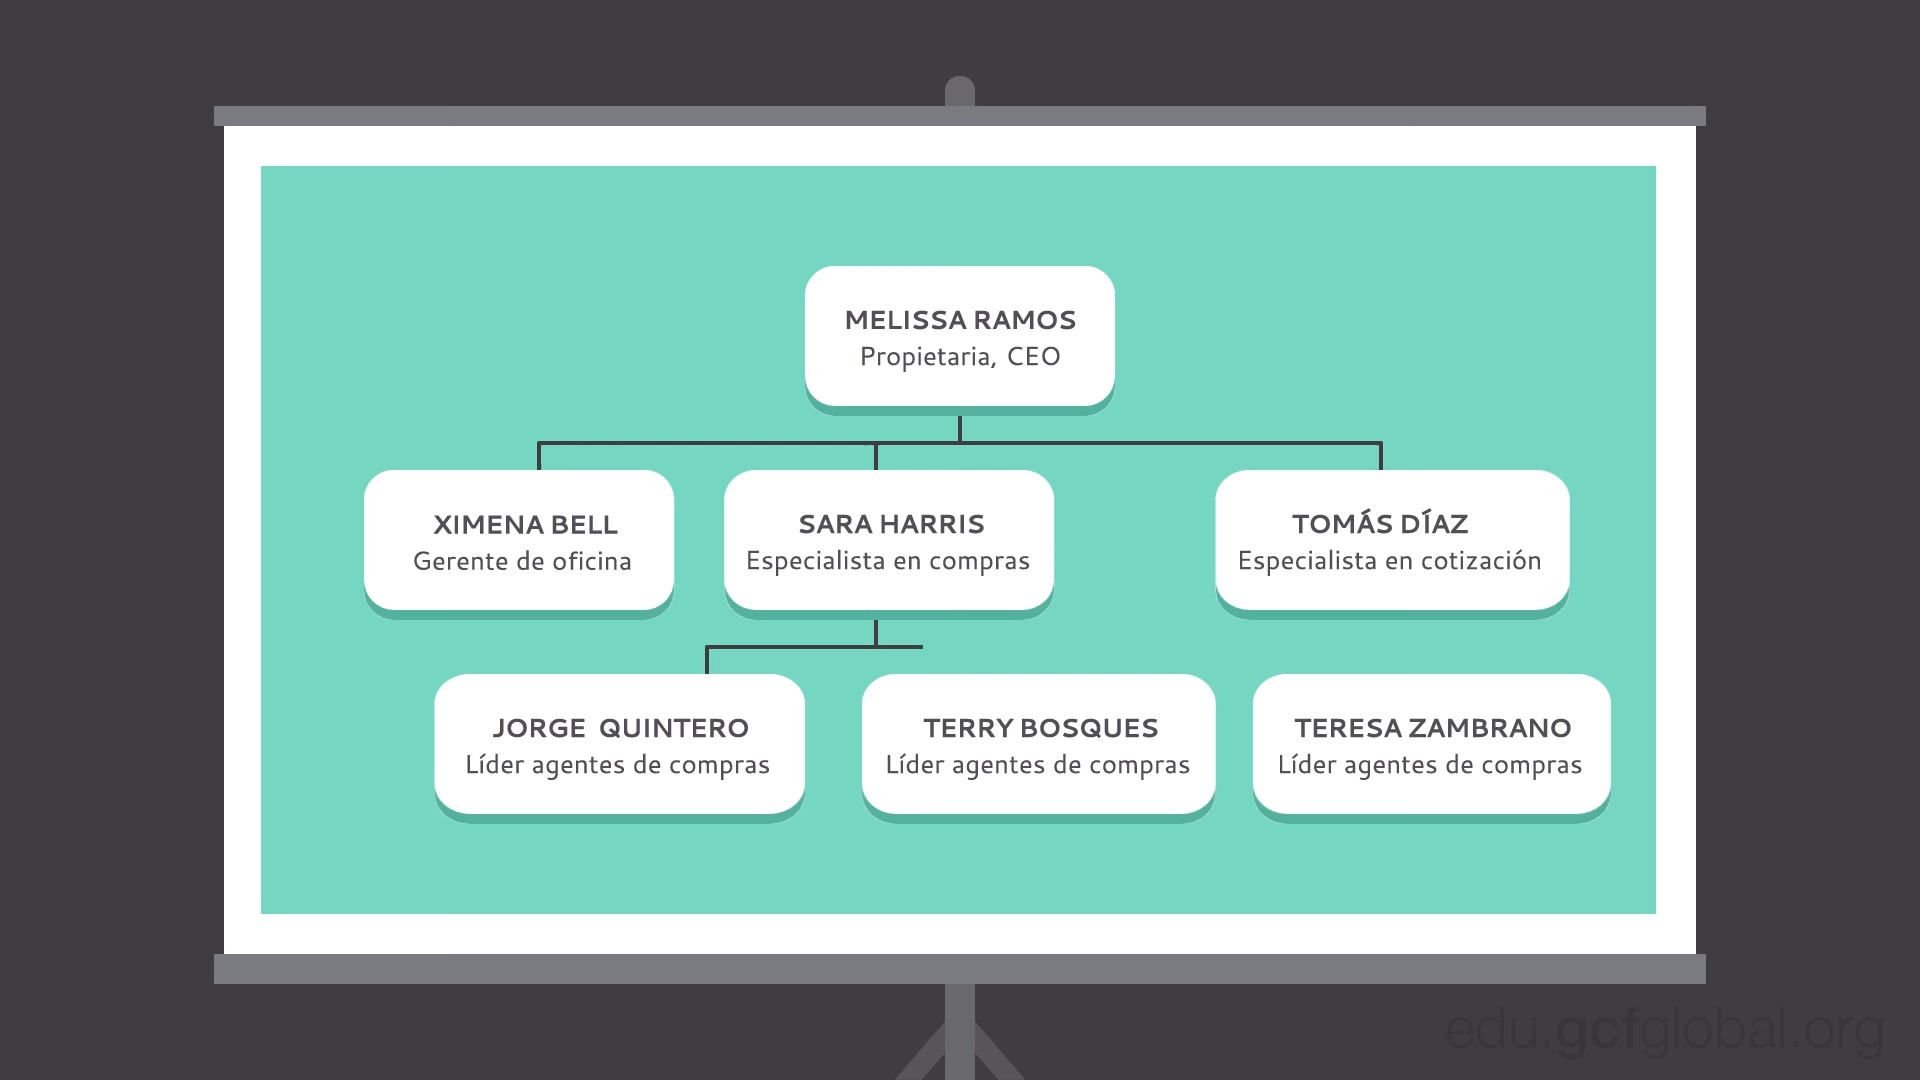 MELISSA RAMOS
Propietaria, CEO
XIMENA BELL
Gerente de oficina
SARA HARRIS
Especialista en compras
TOMÁS DÍAZ
Especialista en cotización
JORGE QUINTERO
Líder agentes de compras
TERRY BOSQUES
Líder agentes de compras
TERESA ZAMBRANO
Líder agentes de compras
edu.gcfglobal.org